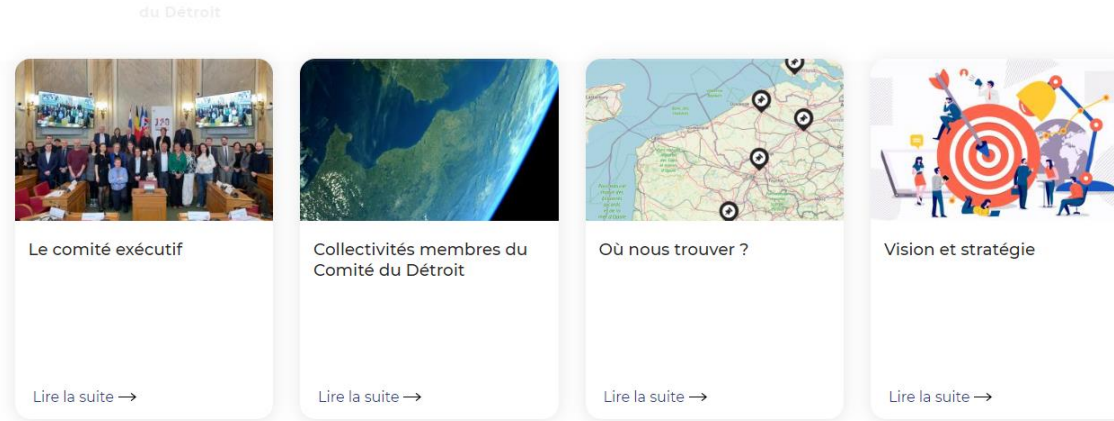 du Détroit
Le comité exécutif
Collectivités membres du
Comité du Détroit
Où nous trouver ?
Vision et stratégie
Lire la suite →
Lire la suite →
Lire la suite →
Lire la suite →